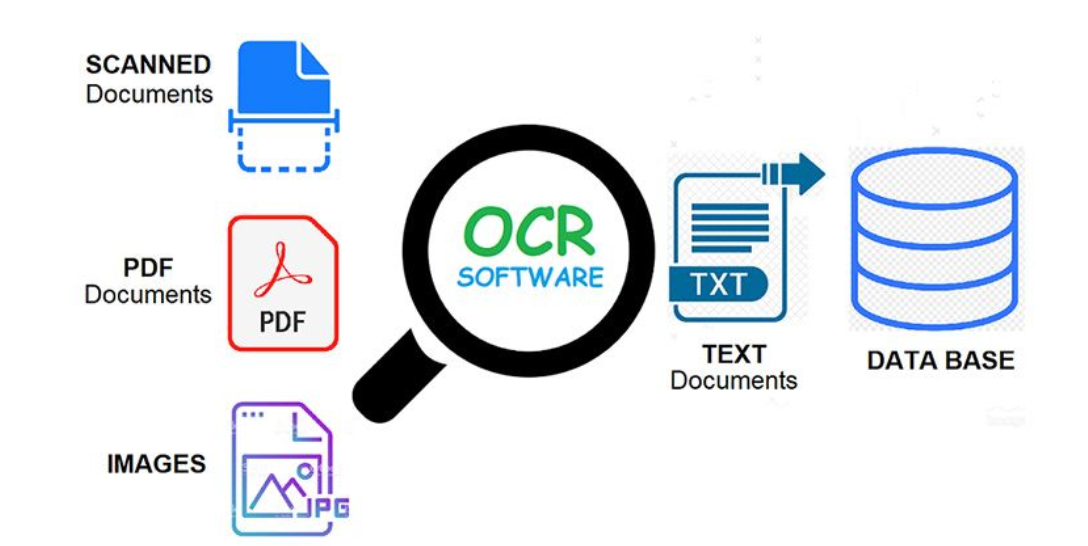 SCANNED
Documents
PDF
Documents
PDF
IMAGES
JPG
OCR
SOFTWARE
TXT
TEXT
Documents
DATA BASE